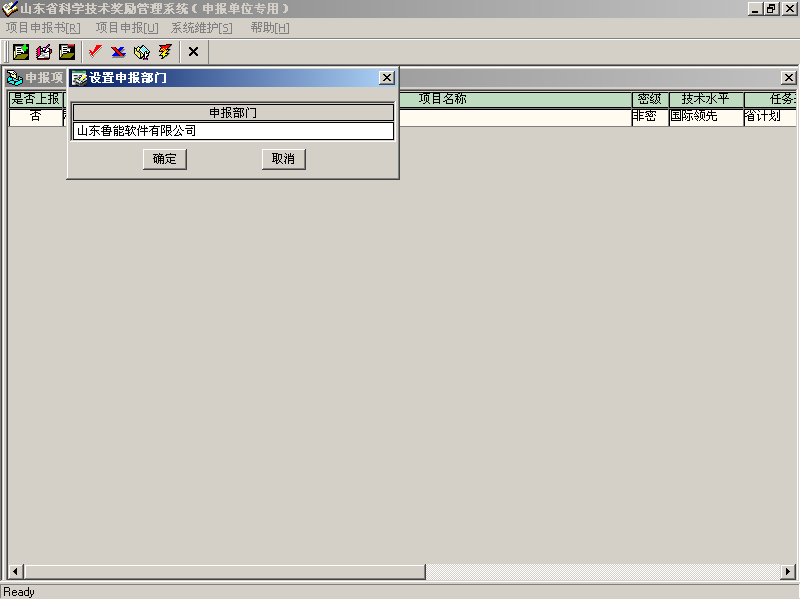 山东省科学技术奖励管理系统（申报单位专用）
项目申报书[R] 项目申报[U] 系统维护[S] 帮助[H]
申报项
设置申报部门
是否上报 项目名称 密级 技术水平 任务
否 非密 国际领先 省计划
申报部门
山东鲁能软件有限公司
确定 取消
Ready